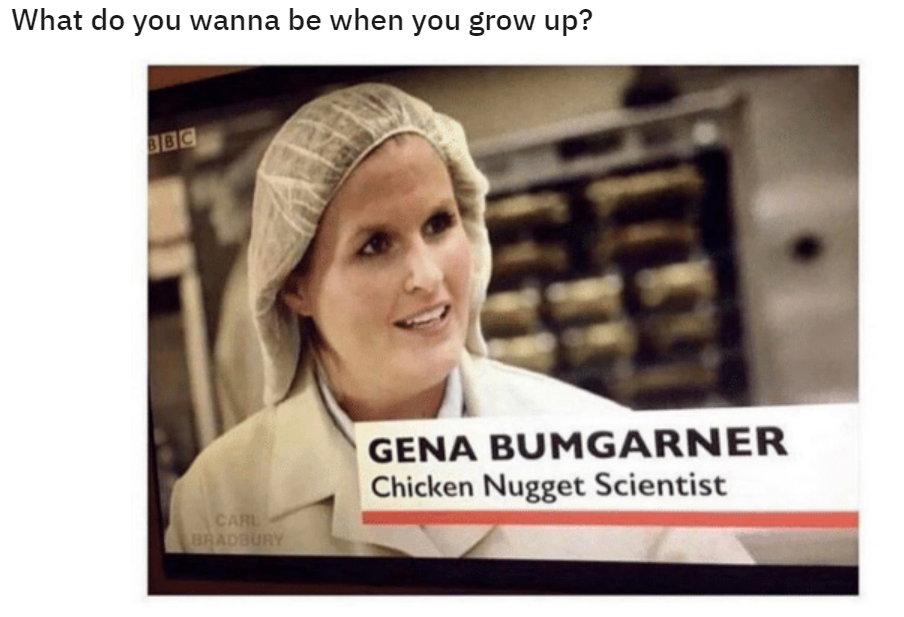 What do you wanna be when you grow up?
BBC
GENA BUMGARNER
Chicken Nugget Scientist
CARL
BRADBURY